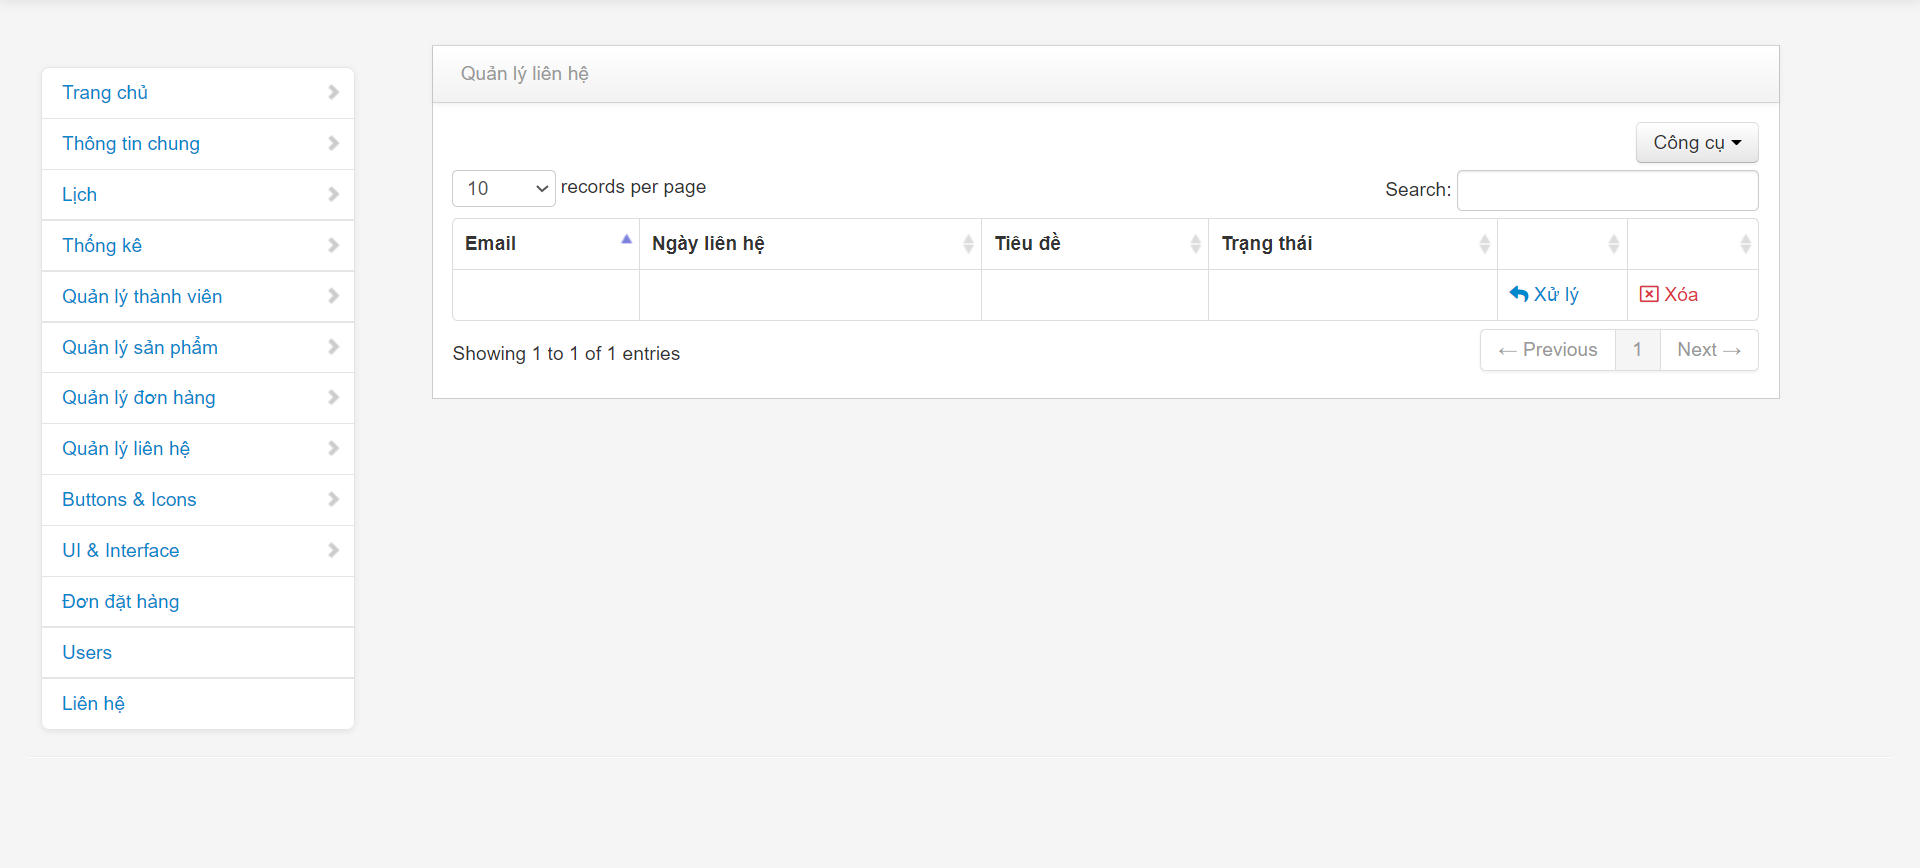 Trang chủ
Thông tin chung
Lịch
Thống kê
Quản lý thành viên
Quản lý sản phẩm
Quản lý đơn hàng
Quản lý liên hệ
Buttons & Icons
UI & Interface
Đơn đặt hàng
Users
Liên hệ
Quản lý liên hệ
Công cụ
10 records per page
Search:
Email Ngày liên hệ Tiêu đề Trạng thái
Xử lý Xóa
Showing 1 to 1 of 1 entries
← Previous 1 Next →